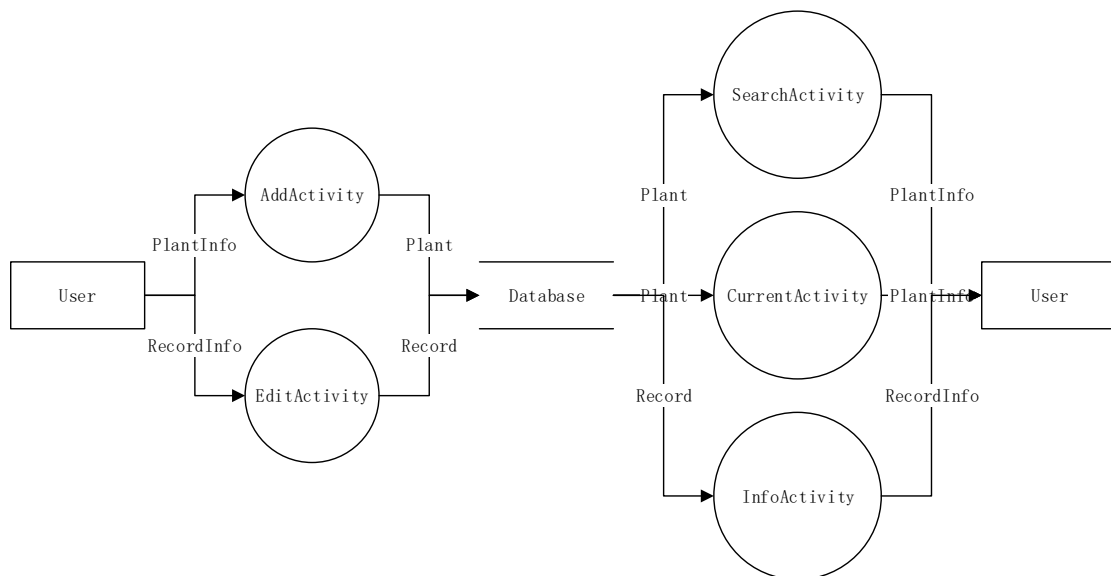 SearchActivity
AddActivity
Plant
PlantInfo
PlantInfo
Plant
User
Database
Plant
CurrentActivity
PlantInfo
User
RecordInfo
Record
EditActivity
Record
RecordInfo
InfoActivity